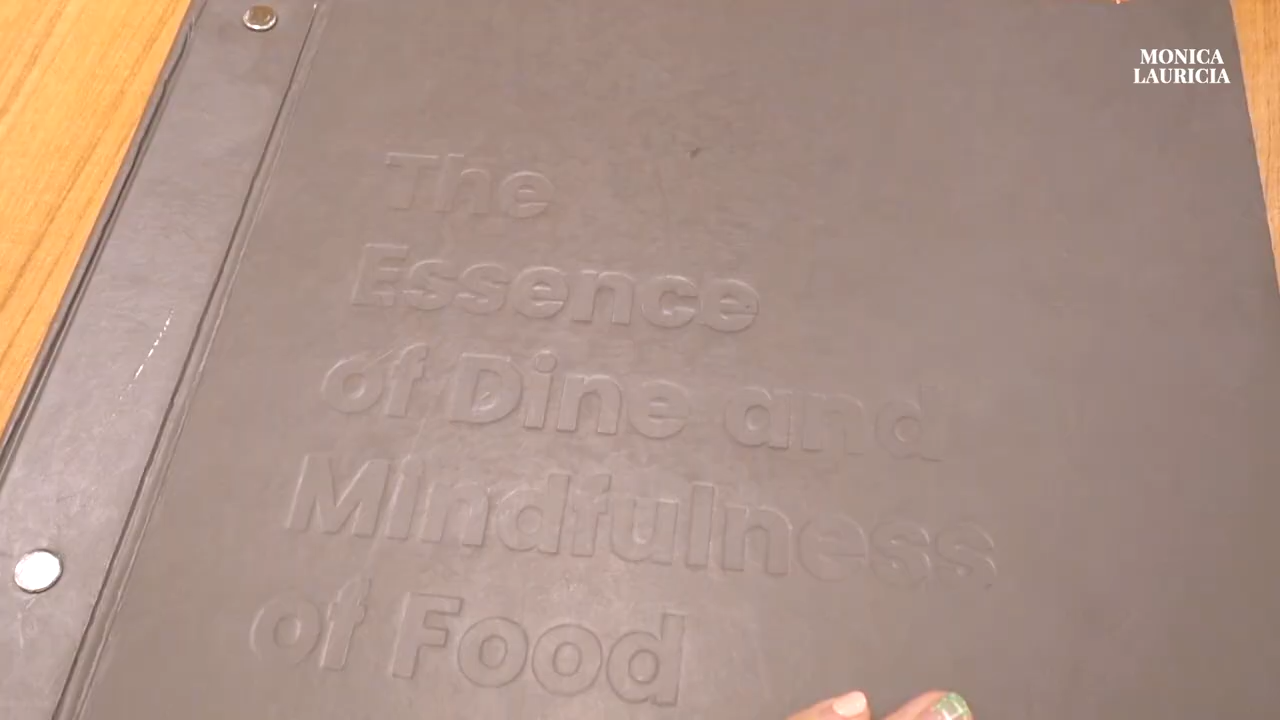 MONICA
LAURICIA
The
Essence
of Dine and
Mindfulness
of Food